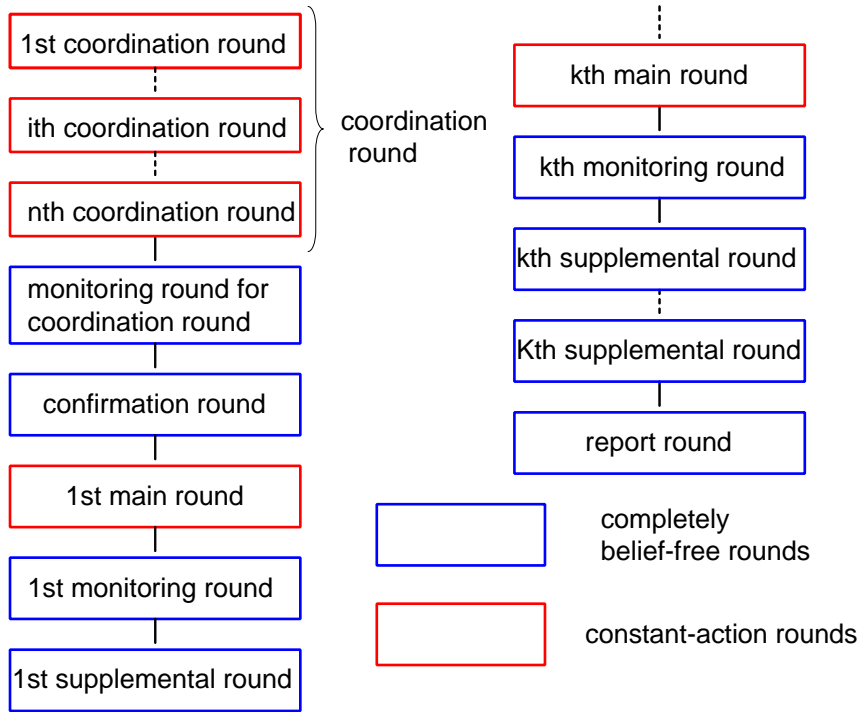 1st coordination round
ith coordination round
nth coordination round
coordination
round
monitoring round for
coordination round
confirmation round
1st main round
1st monitoring round
1st supplemental round
kth main round
kth monitoring round
kth supplemental round
Kth supplemental round
report round
completely
belief-free rounds
constant-action rounds